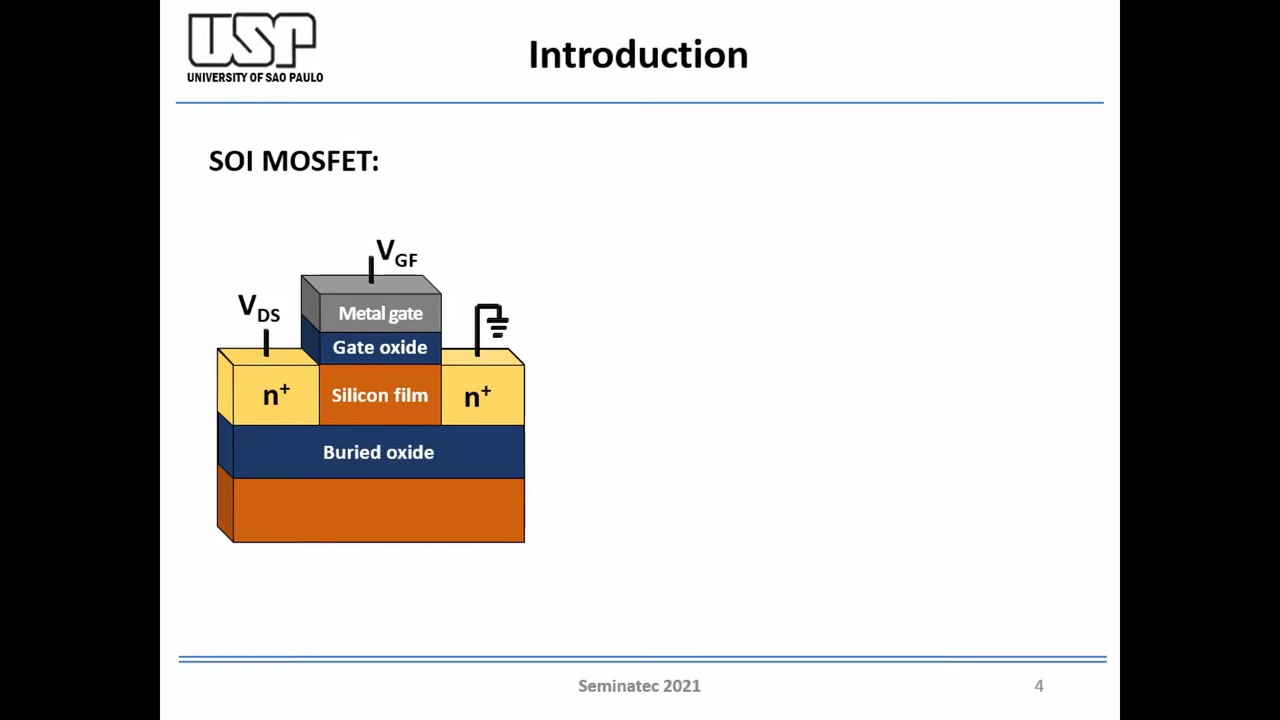 USP
UNIVERSITY OF SAO PAULO
Introduction
SOI MOSFET:
V_GF
V_DS
Metal gate
Gate oxide
n⁺
Silicon film
n⁺
Buried oxide
Seminatec 2021
4